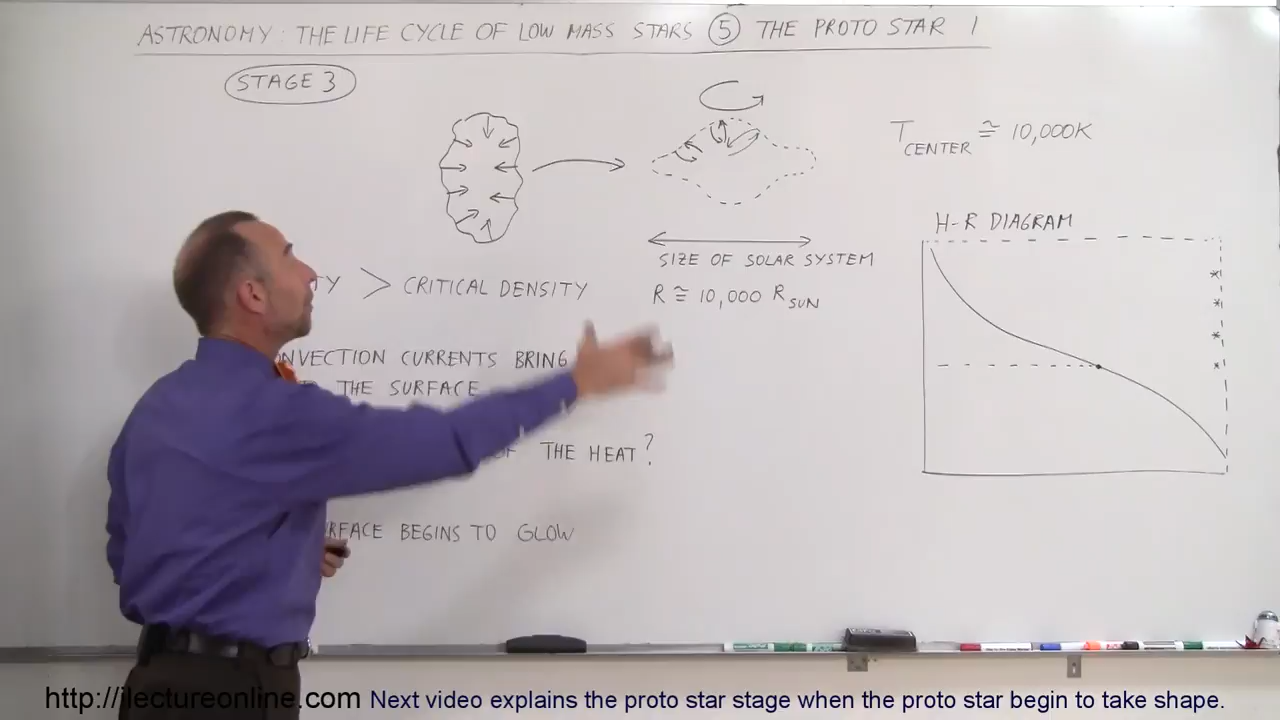 ASTRONOMY: THE LIFE CYCLE OF LOW MASS STARS ⑤ THE PROTO STAR 1
STAGE 3
T CENTER ≅ 10,000K
H-R DIAGRAM
SIZE OF SOLAR SYSTEM
R ≅ 10,000 R SUN
> CRITICAL DENSITY
CURRENTS BRING
THE SURFACE
OF THE HEAT?
BEGINS TO GLOW
http://ilectureonline.com Next video explains the proto star stage when the proto star begin to take shape.